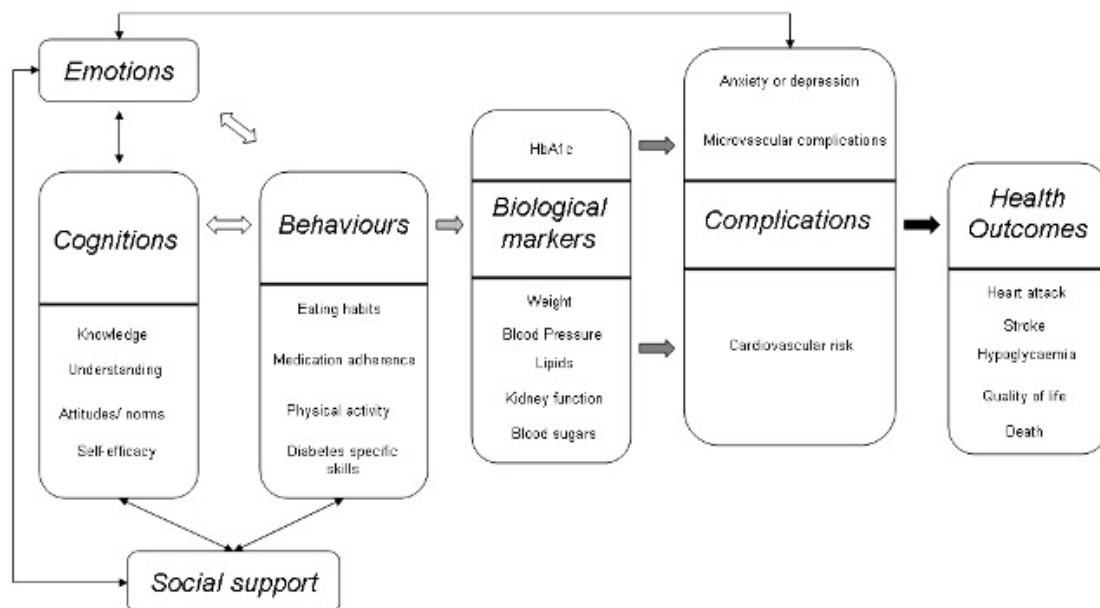 Emotions
Cognitions
Knowledge
Understanding
Attitudes/ norms
Self-efficacy
Behaviours
Eating habits
Medication adherence
Physical activity
Diabetes specific
skills
Social support
HbA1c
Biological
markers
Weight
Blood Pressure
Lipids
Kidney function
Blood sugars
Anxiety or depression
Microvascular complications
Complications
Cardiovascular risk
Health
Outcomes
Heart attack
Stroke
Hypoglycaemia
Quality of life
Death